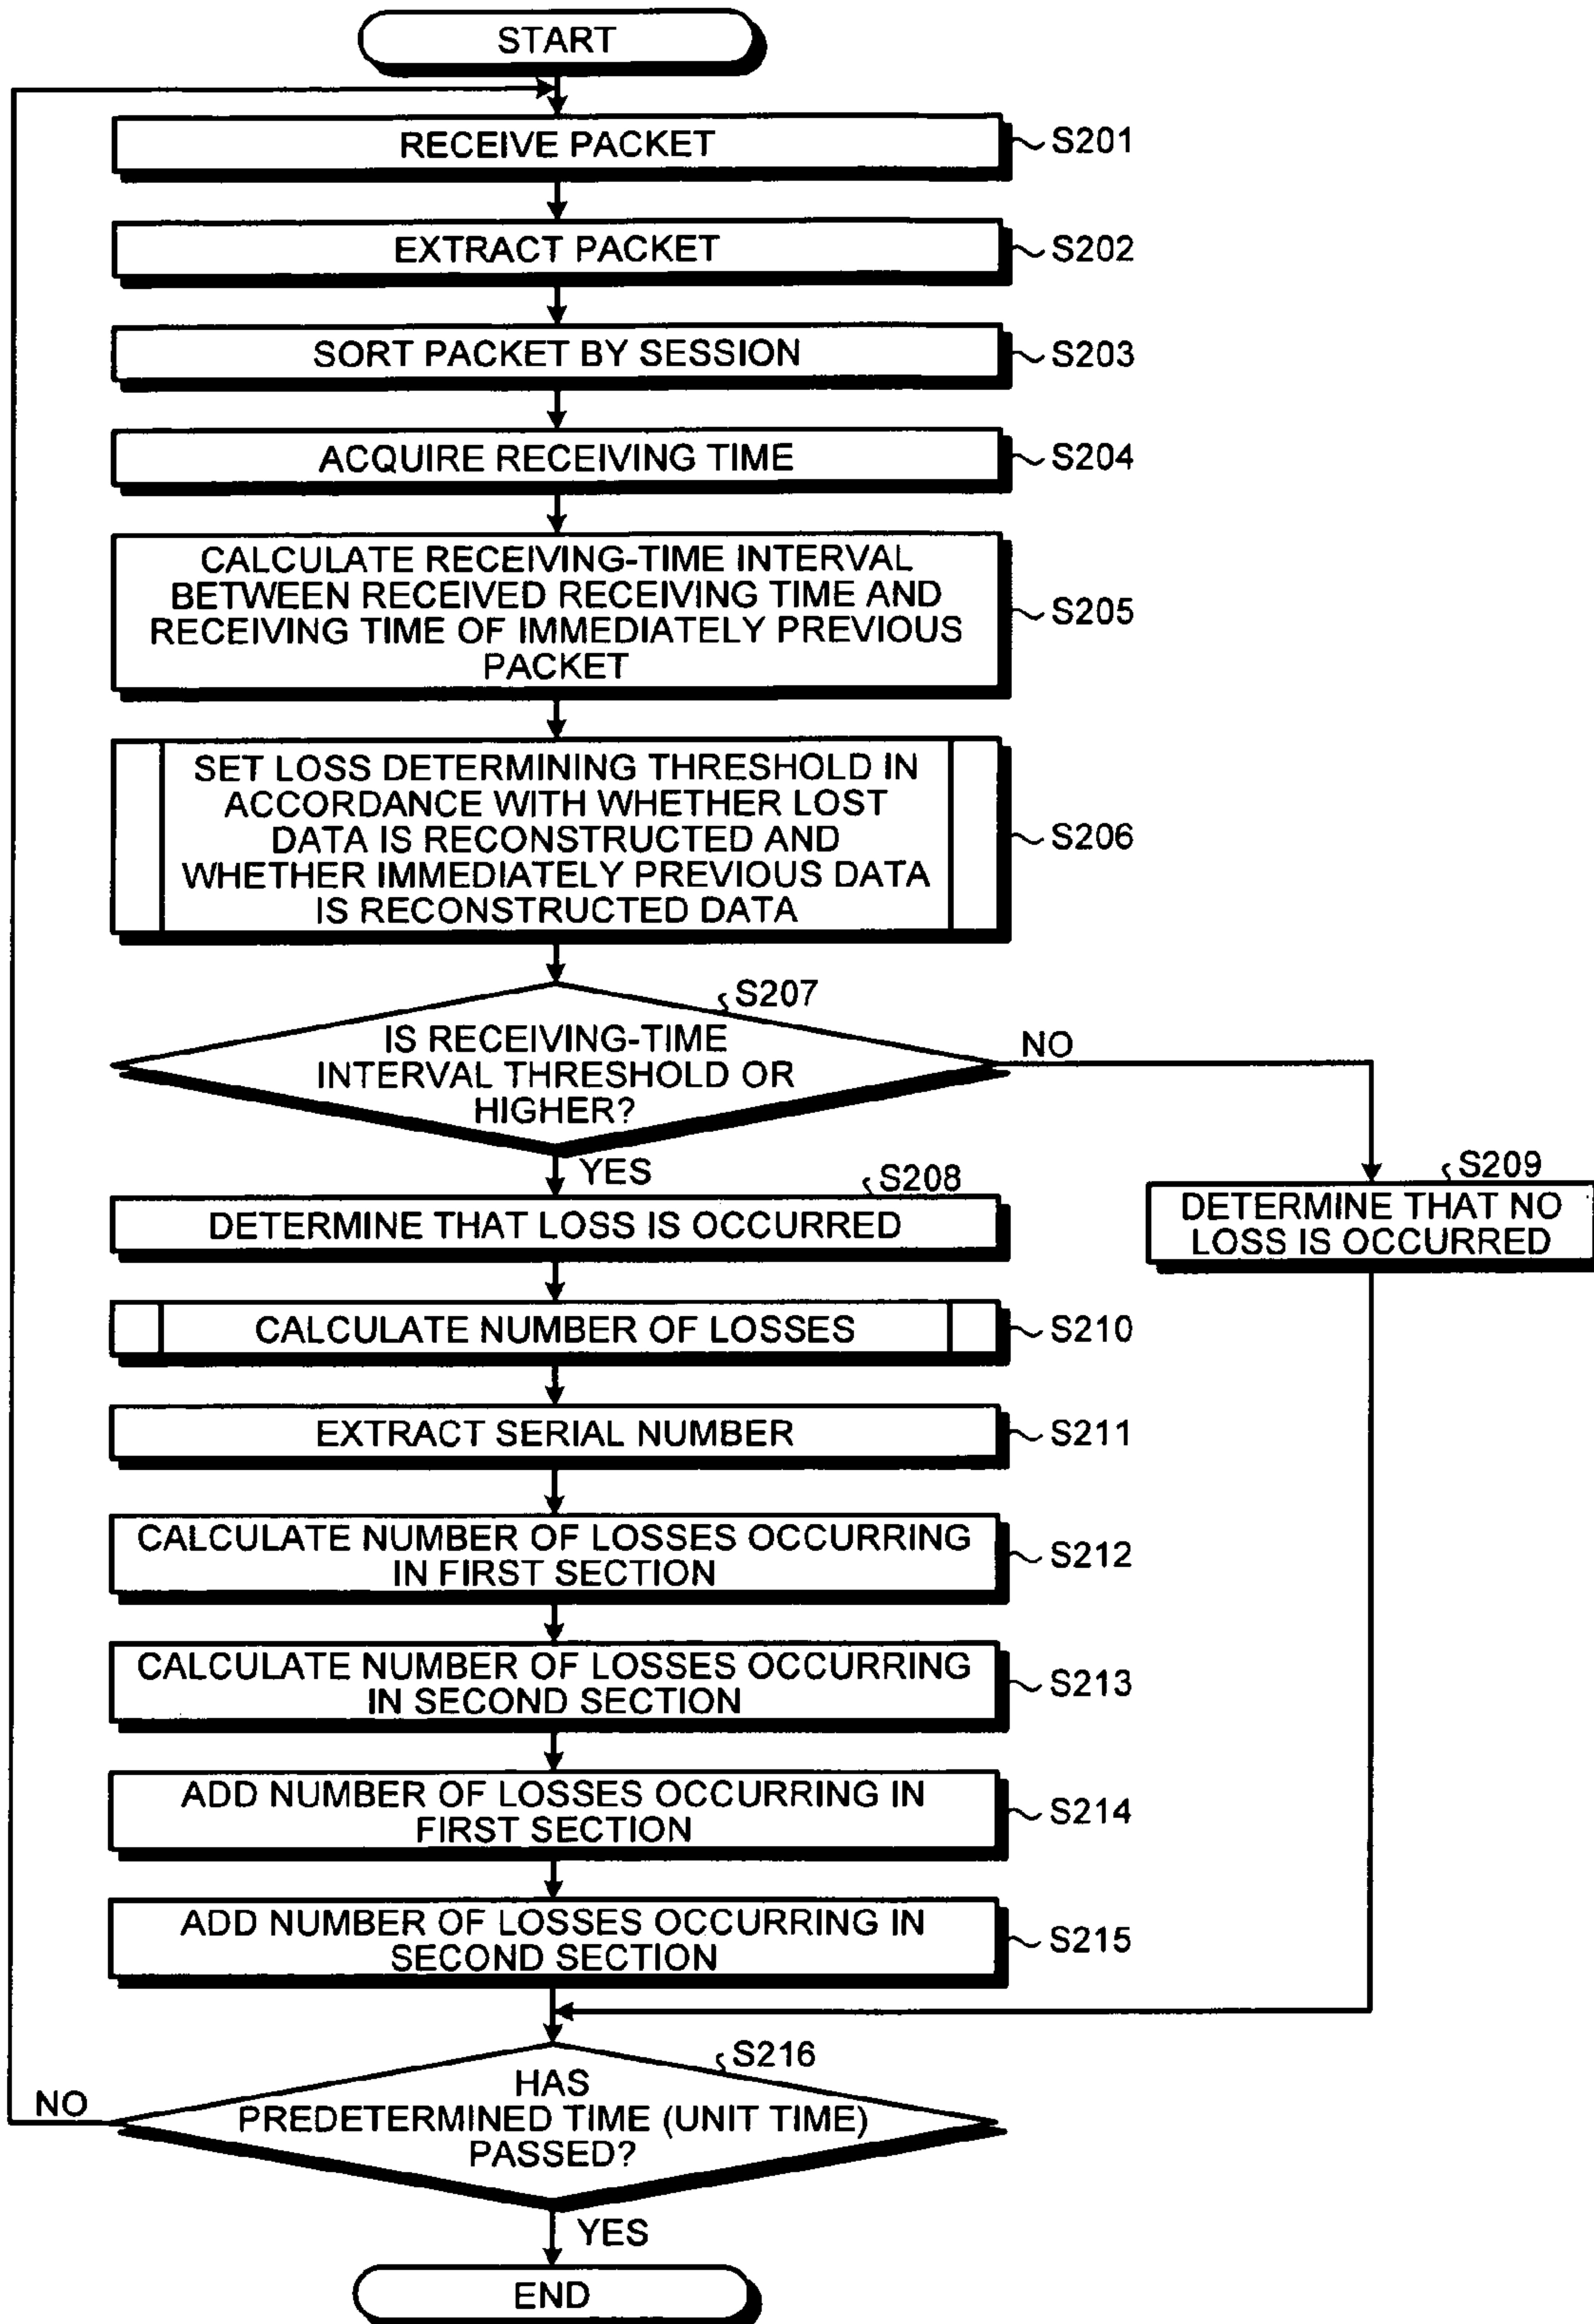 START
RECEIVE PACKET
S201
EXTRACT PACKET
S202
SORT PACKET BY SESSION
S203
ACQUIRE RECEIVING TIME
S204
CALCULATE RECEIVING-TIME INTERVAL
BETWEEN RECEIVED RECEIVING TIME AND
RECEIVING TIME OF IMMEDIATELY PREVIOUS
PACKET
S205
SET LOSS DETERMINING THRESHOLD IN
ACCORDANCE WITH WHETHER LOST
DATA IS RECONSTRUCTED AND
WHETHER IMMEDIATELY PREVIOUS DATA
IS RECONSTRUCTED DATA
S206
S207
IS RECEIVING-TIME
INTERVAL THRESHOLD OR
HIGHER?
NO
YES
S208
DETERMINE THAT LOSS IS OCCURRED
S209
DETERMINE THAT NO
LOSS IS OCCURRED
CALCULATE NUMBER OF LOSSES
S210
EXTRACT SERIAL NUMBER
S211
CALCULATE NUMBER OF LOSSES OCCURRING
IN FIRST SECTION
S212
CALCULATE NUMBER OF LOSSES OCCURRING
IN SECOND SECTION
S213
ADD NUMBER OF LOSSES OCCURRING IN
FIRST SECTION
S214
ADD NUMBER OF LOSSES OCCURRING IN
SECOND SECTION
S215
S216
HAS
PREDETERMINED TIME (UNIT TIME)
PASSED?
NO
YES
END